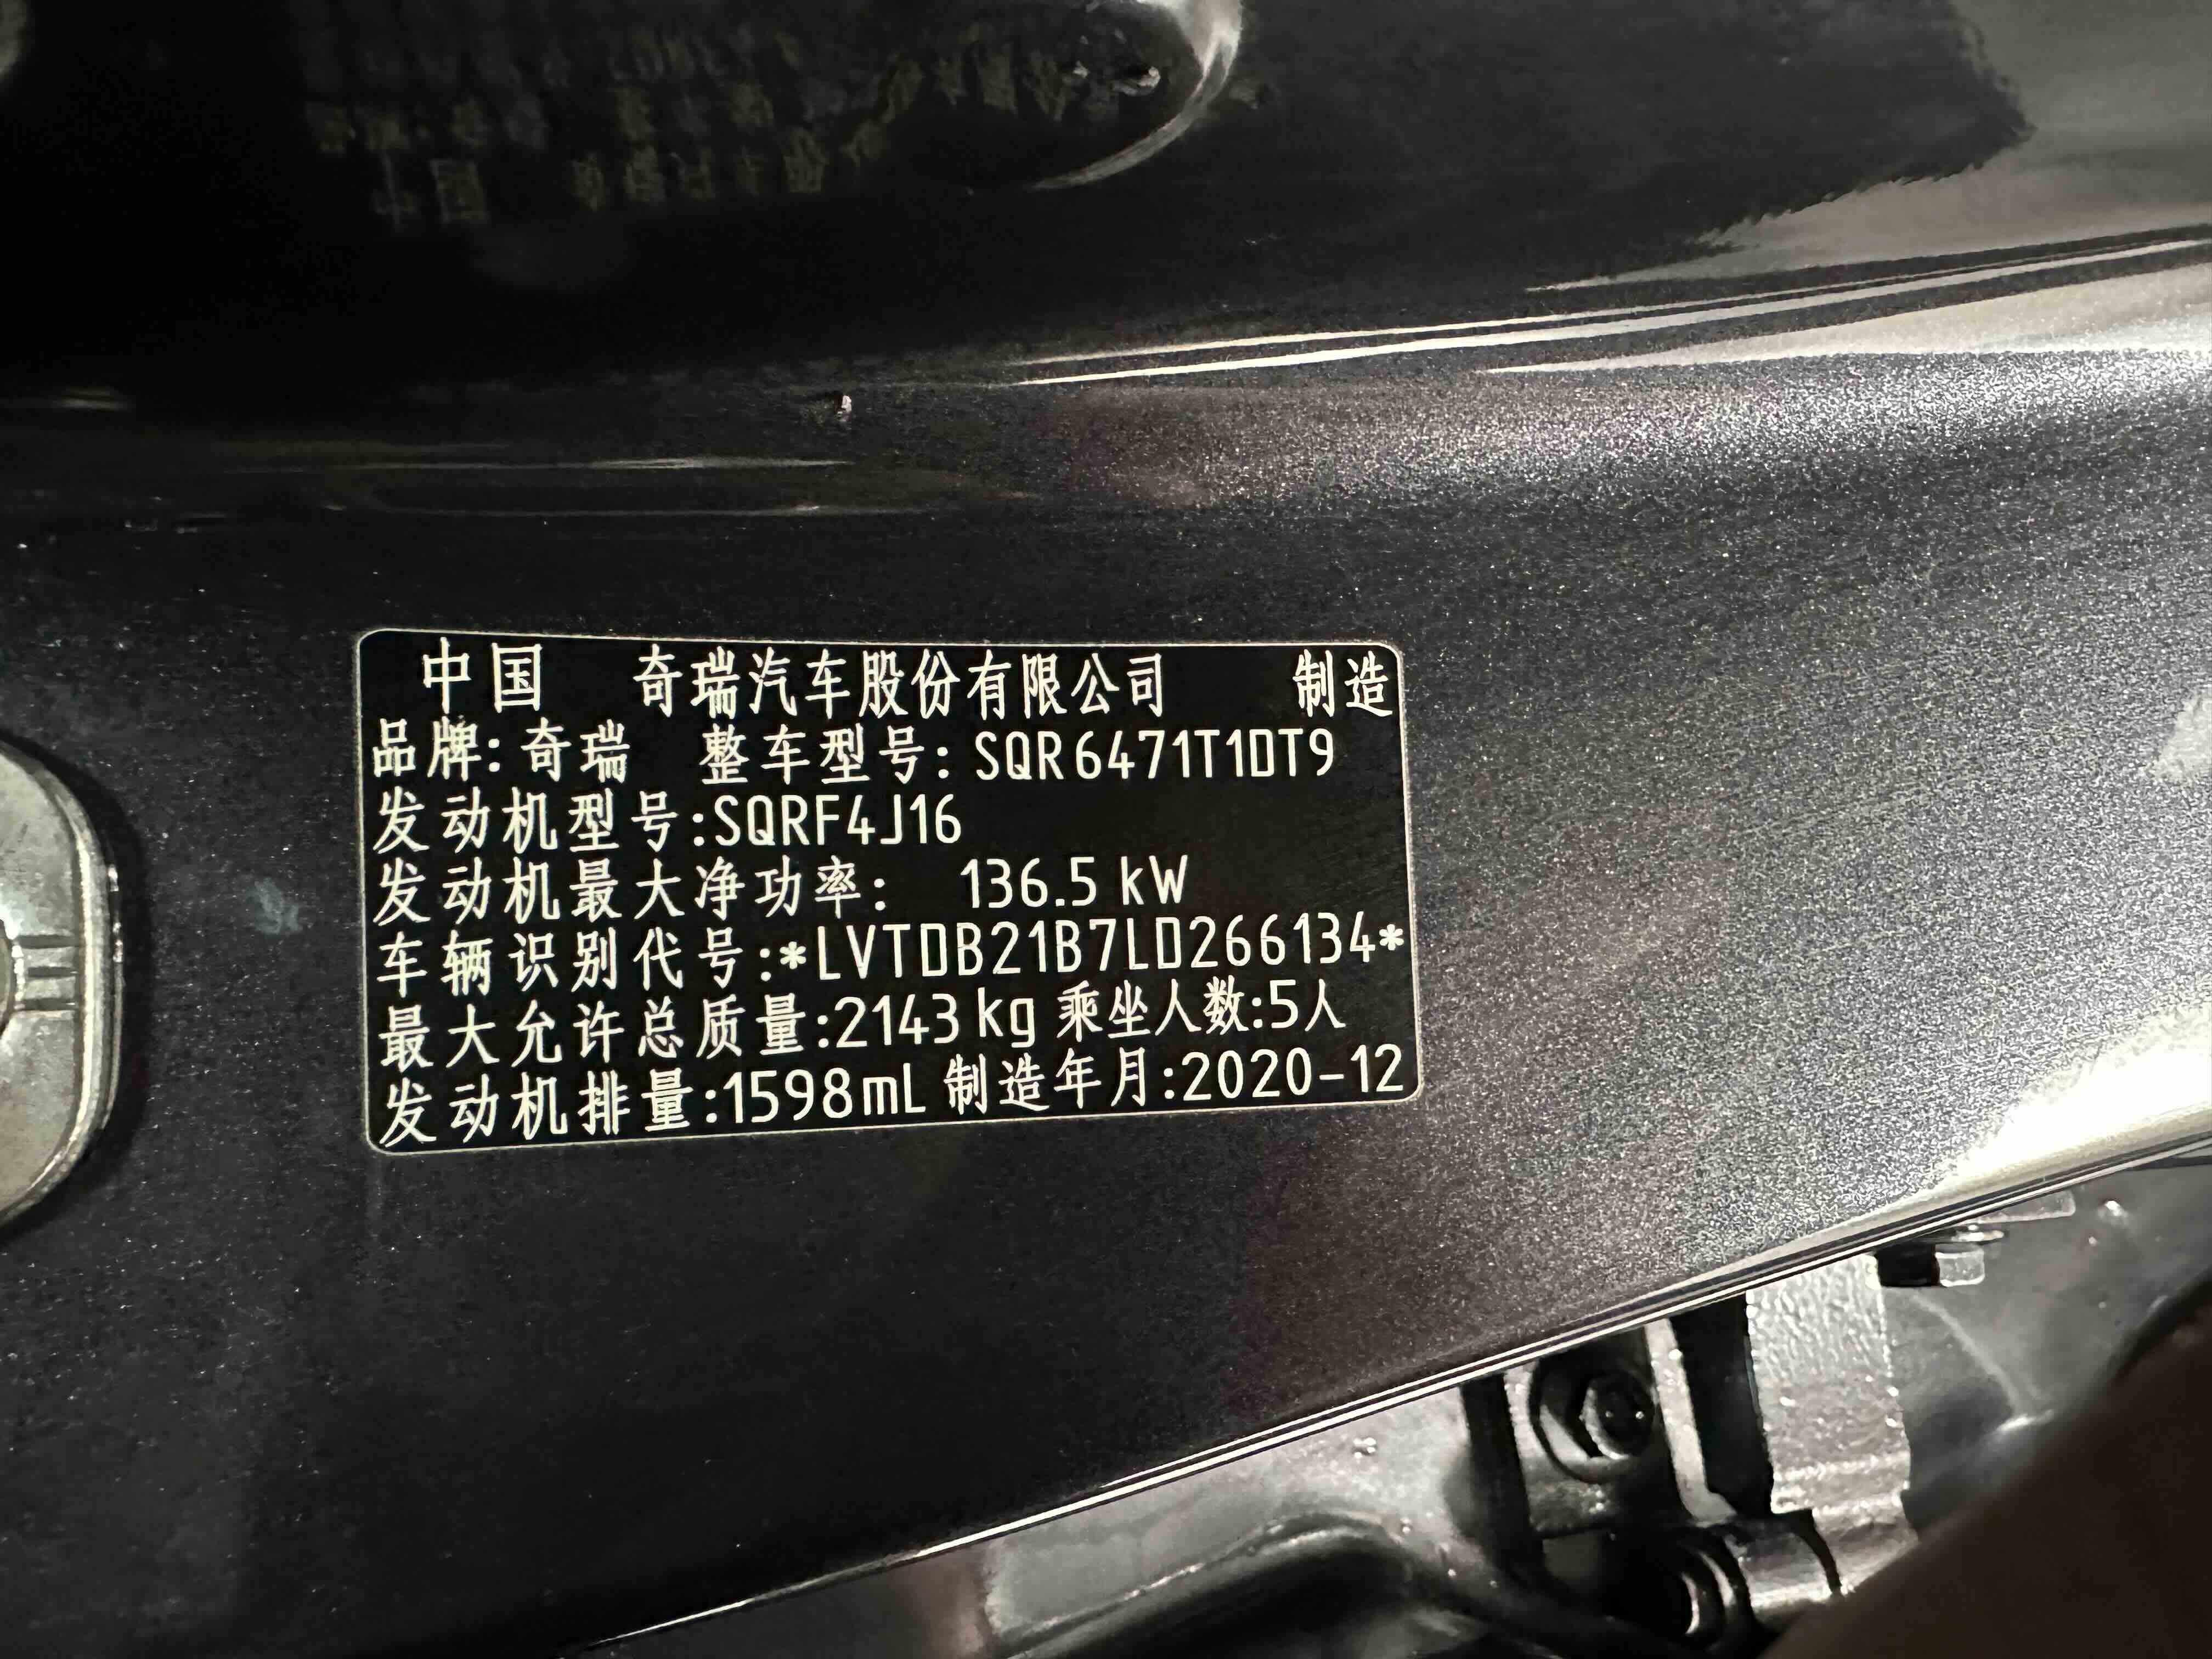 中国 奇瑞汽车股份有限公司 制造
品牌:奇瑞 整车型号:SQR6471T1DT9
发动机型号:SQRF4J16
发动机最大净功率: 136.5 kW
车辆识别代号:*LVTDB21B7LD266134*
最大允许总质量:2143kg 乘坐人数:5人
发动机排量:1598mL 制造年月:2020-12